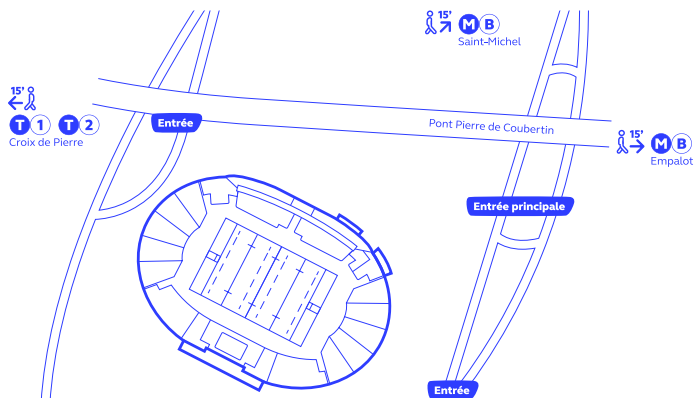 15’
M B
Saint-Michel
15’
T 1 T 2
Croix de Pierre
Entrée
Pont Pierre de Coubertin
15’
M B
Empalot
Entrée principale
Entrée